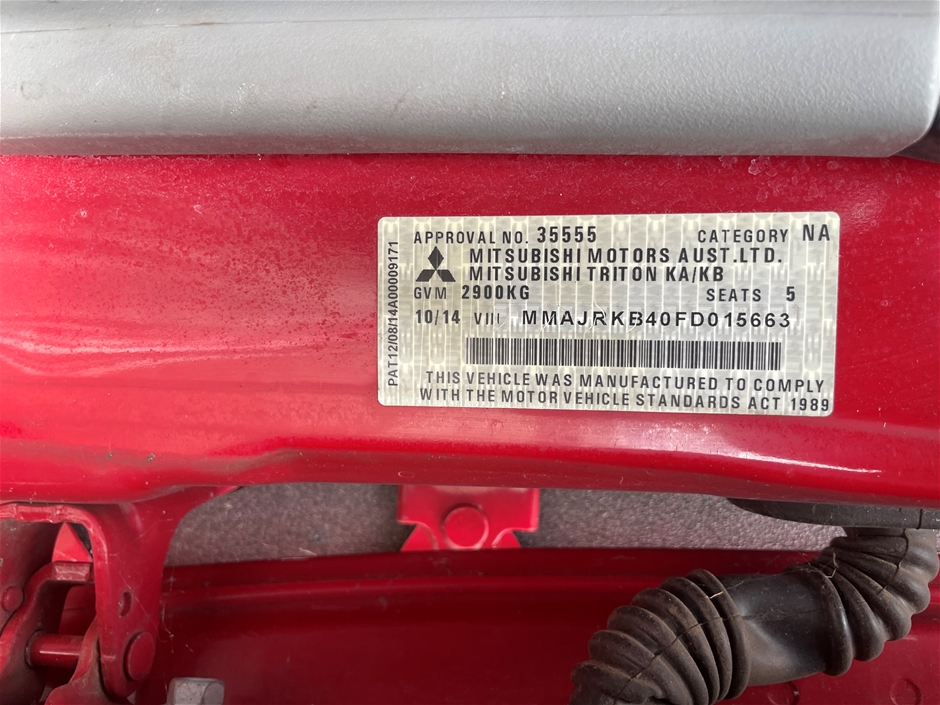 APPROVAL NO. 35555 CATEGORY NA
MITSUBISHI MOTORS AUST.LTD.
MITSUBISHI TRITON KA/KB
GVM 2900KG SEATS 5
10/14 VIN MMAJRKB40FD015663
THIS VEHICLE WAS MANUFACTURED TO COMPLY
WITH THE MOTOR VEHICLE STANDARDS ACT 1989
PAT12/08/14A00009171